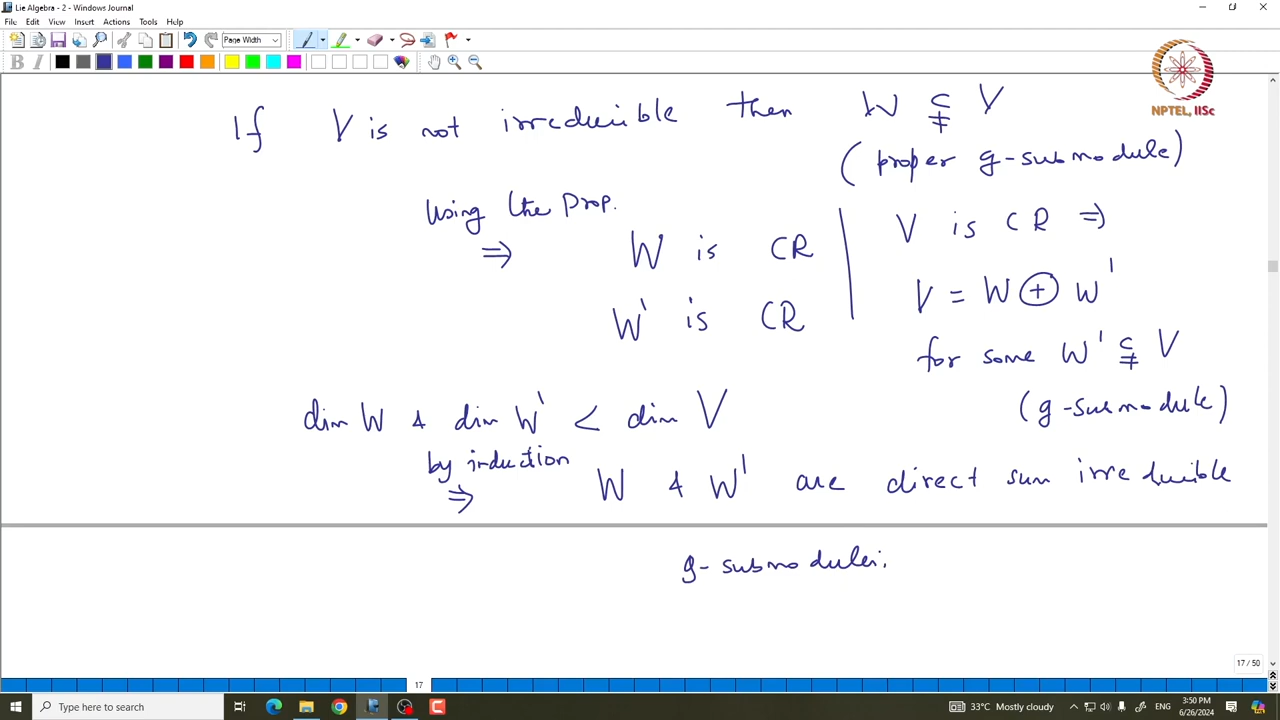 Lie Algebra - 2 - Windows Journal
File Edit View Insert Actions Tools Help
Page Width
NPTEL, IISc
If V is not irreducible then W ⊊ V
(proper g-submodule)
Using the Prop.
⇒ W is CR
W' is CR
V is CR ⇒
V = W ⊕ W'
for some W' ⊊ V
(g-submodule)
dim W & dim W' < dim V
by induction
⇒ W & W' are direct sum irreducible
g-submodules.
17 / 50
17
Type here to search
33°C Mostly cloudy
ENG
3:50 PM
6/26/2024